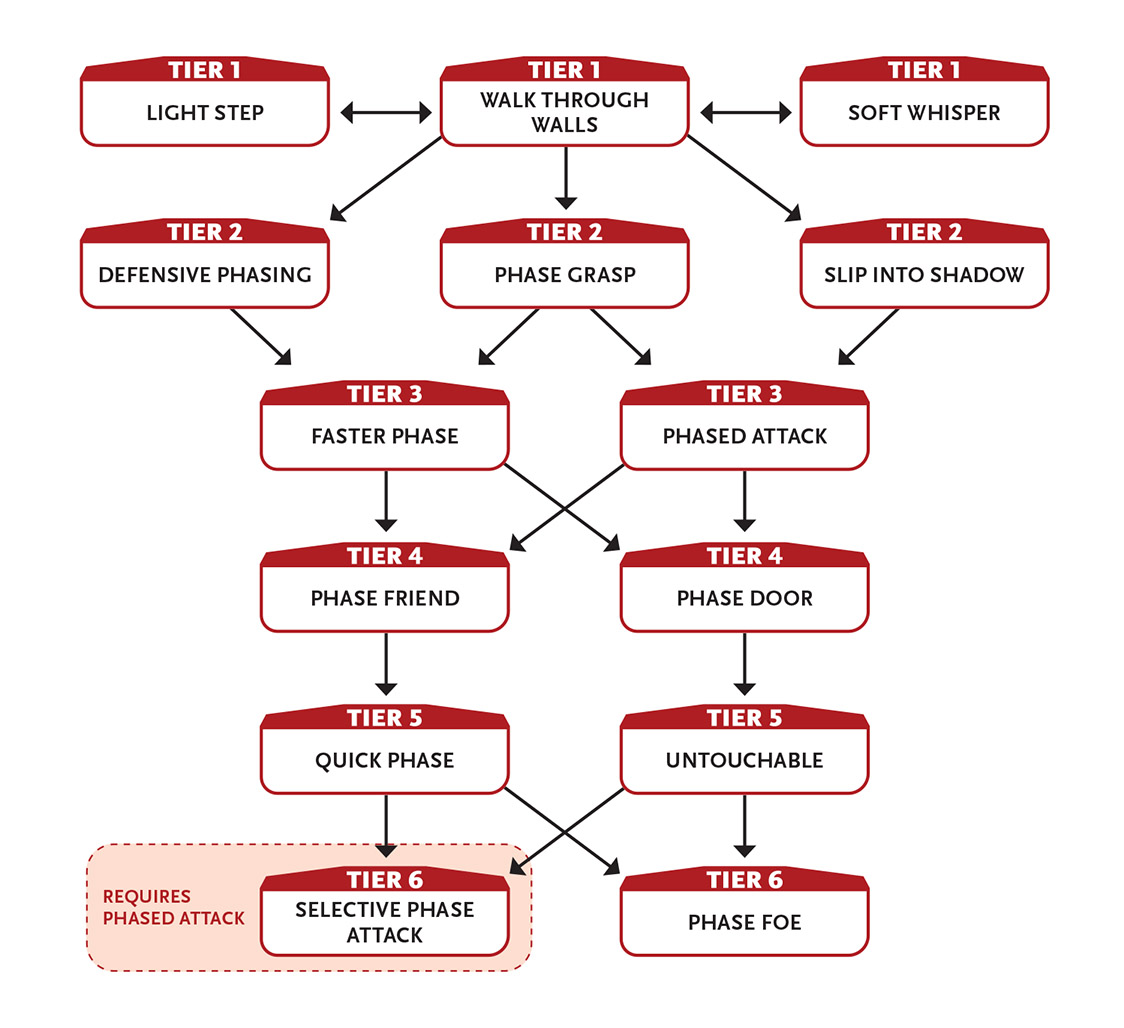 TIER 1
LIGHT STEP
TIER 1
WALK THROUGH
WALLS
TIER 1
SOFT WHISPER
TIER 2
DEFENSIVE PHASING
TIER 2
PHASE GRASP
TIER 2
SLIP INTO SHADOW
TIER 3
FASTER PHASE
TIER 3
PHASED ATTACK
TIER 4
PHASE FRIEND
TIER 4
PHASE DOOR
TIER 5
QUICK PHASE
TIER 5
UNTOUCHABLE
REQUIRES
PHASED ATTACK
TIER 6
SELECTIVE PHASE
ATTACK
TIER 6
PHASE FOE